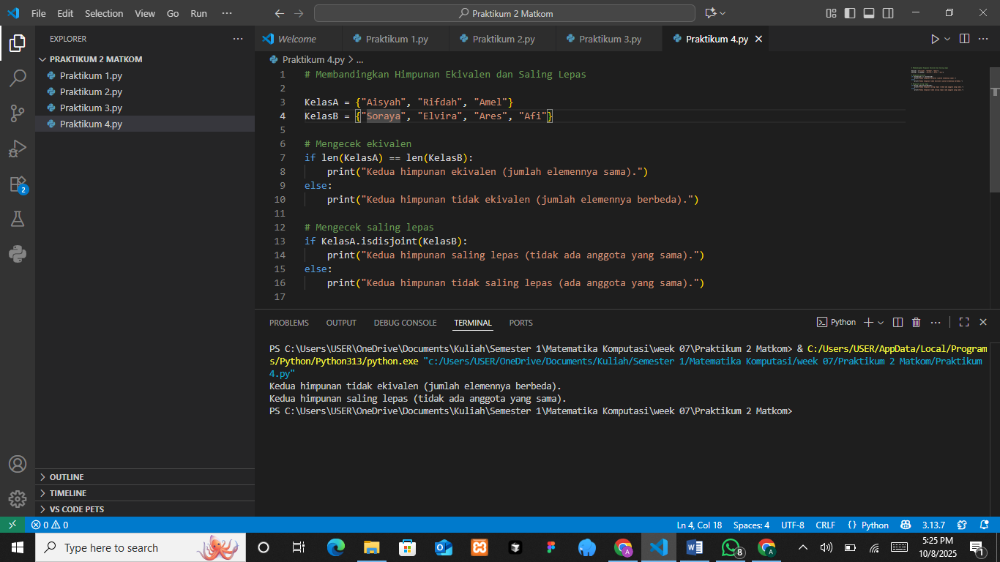 File Edit Selection View Go Run ···
Praktikum 2 Matkom
EXPLORER ···
PRAKTIKUM 2 MATKOM
Praktikum 1.py
Praktikum 2.py
Praktikum 3.py
Praktikum 4.py
OUTLINE
TIMELINE
VS CODE PETS
2
Welcome Praktikum 1.py Praktikum 2.py Praktikum 3.py Praktikum 4.py
Praktikum 4.py > ...
1 # Membandingkan Himpunan Ekivalen dan Saling Lepas
2
3 KelasA = {"Aisyah", "Rifdah", "Amel"}
4 KelasB = {"Soraya", "Elvira", "Ares", "Afi"}
5
6 # Mengecek ekivalen
7 if len(KelasA) == len(KelasB):
8 print("Kedua himpunan ekivalen (jumlah elemennya sama).")
9 else:
10 print("Kedua himpunan tidak ekivalen (jumlah elemennya berbeda).")
11
12 # Mengecek saling lepas
13 if KelasA.isdisjoint(KelasB):
14 print("Kedua himpunan saling lepas (tidak ada anggota yang sama).")
15 else:
16 print("Kedua himpunan tidak saling lepas (ada anggota yang sama).")
17
PROBLEMS OUTPUT DEBUG CONSOLE TERMINAL PORTS Python
PS C:\Users\USER\OneDrive\Documents\Kuliah\Semester 1\Matematika Komputasi\week 07\Praktikum 2 Matkom> & C:/Users/USER/AppData/Local/Program
s/Python/Python313/python.exe "c:/Users/USER/OneDrive/Documents/Kuliah/Semester 1/Matematika Komputasi/week 07/Praktikum 2 Matkom/Praktikum
4.py"
Kedua himpunan tidak ekivalen (jumlah elemennya berbeda).
Kedua himpunan saling lepas (tidak ada anggota yang sama).
PS C:\Users\USER\OneDrive\Documents\Kuliah\Semester 1\Matematika Komputasi\week 07\Praktikum 2 Matkom>
0 0 Ln 4, Col 18 Spaces: 4 UTF-8 CRLF {} Python 3.13.7
Type here to search
8
5:25 PM
10/8/2025
1